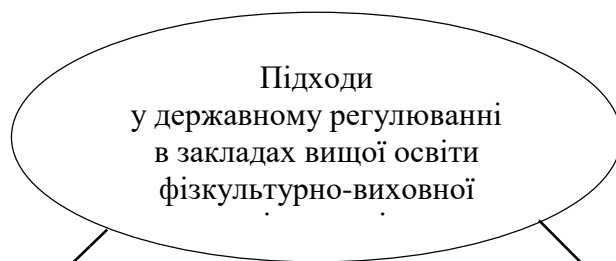 Підходи
у державному регулюванні
в закладах вищої освіти
фізкультурно-виховної